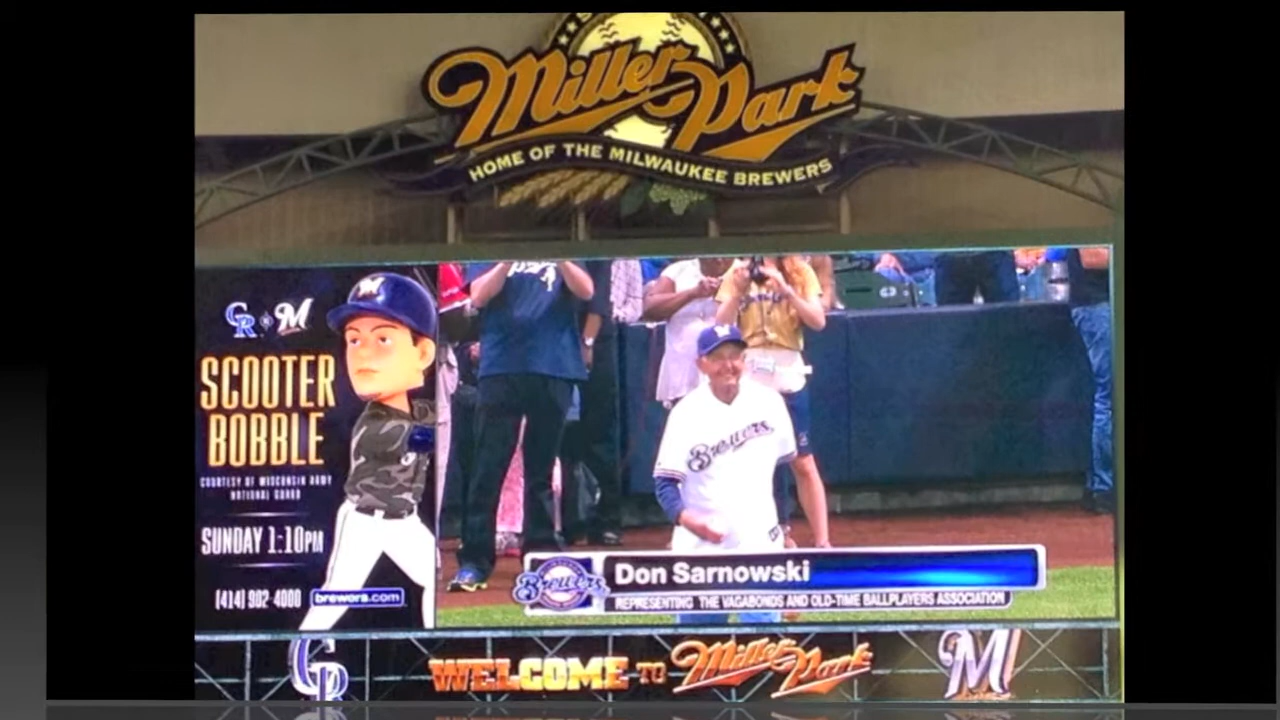 Miller Park
HOME OF THE MILWAUKEE BREWERS
CR M
SCOOTER
BOBBLE
COURTESY OF WISCONSIN ARMY
NATIONAL GUARD
SUNDAY 1:10PM
(414) 902-4000 brewers.com
M
Brewers
Brewers
Don Sarnowski
REPRESENTING THE VAGABONDS AND OLD-TIME BALLPLAYERS ASSOCIATION
CR WELCOME TO Miller Park M